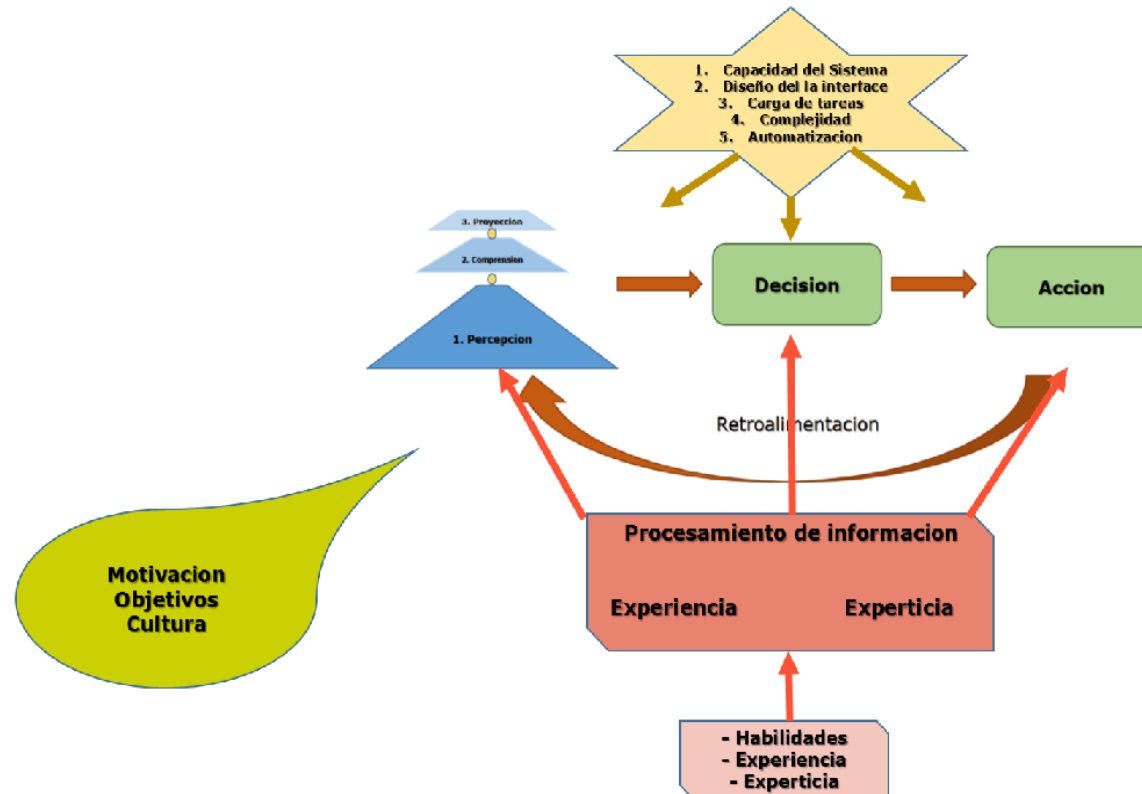 1. Capacidad del Sistema
2. Diseño del la interface
3. Carga de tareas
4. Complejidad
5. Automatizacion
3. Proyeccion
2. Comprension
1. Percepcion
Decision
Accion
Retroalimentacion
Motivacion
Objetivos
Cultura
Procesamiento de informacion
Experiencia Experticia
- Habilidades
- Experiencia
- Experticia